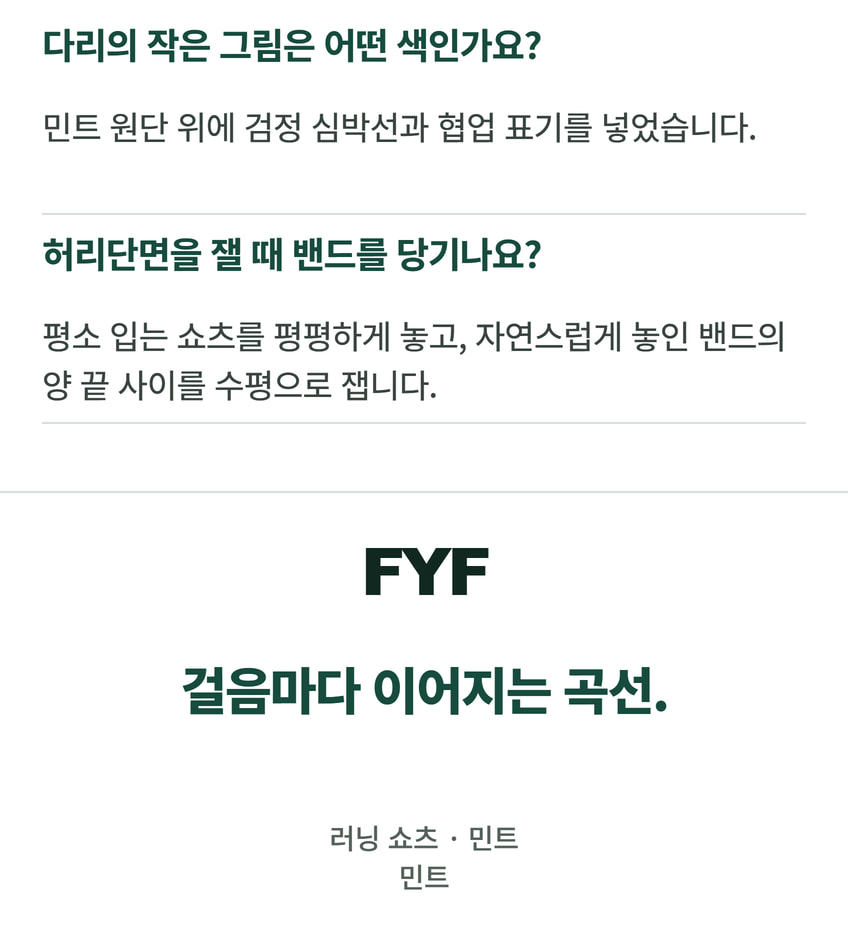 다리의 작은 그림은 어떤 색인가요?
민트 원단 위에 검정 심박선과 협업 표기를 넣었습니다.
허리단면을 잴 때 밴드를 당기나요?
평소 입는 쇼츠를 평평하게 놓고, 자연스럽게 놓인 밴드의
양 끝 사이를 수평으로 잽니다.
FYF
걸음마다 이어지는 곡선.
러닝 쇼츠 · 민트
민트